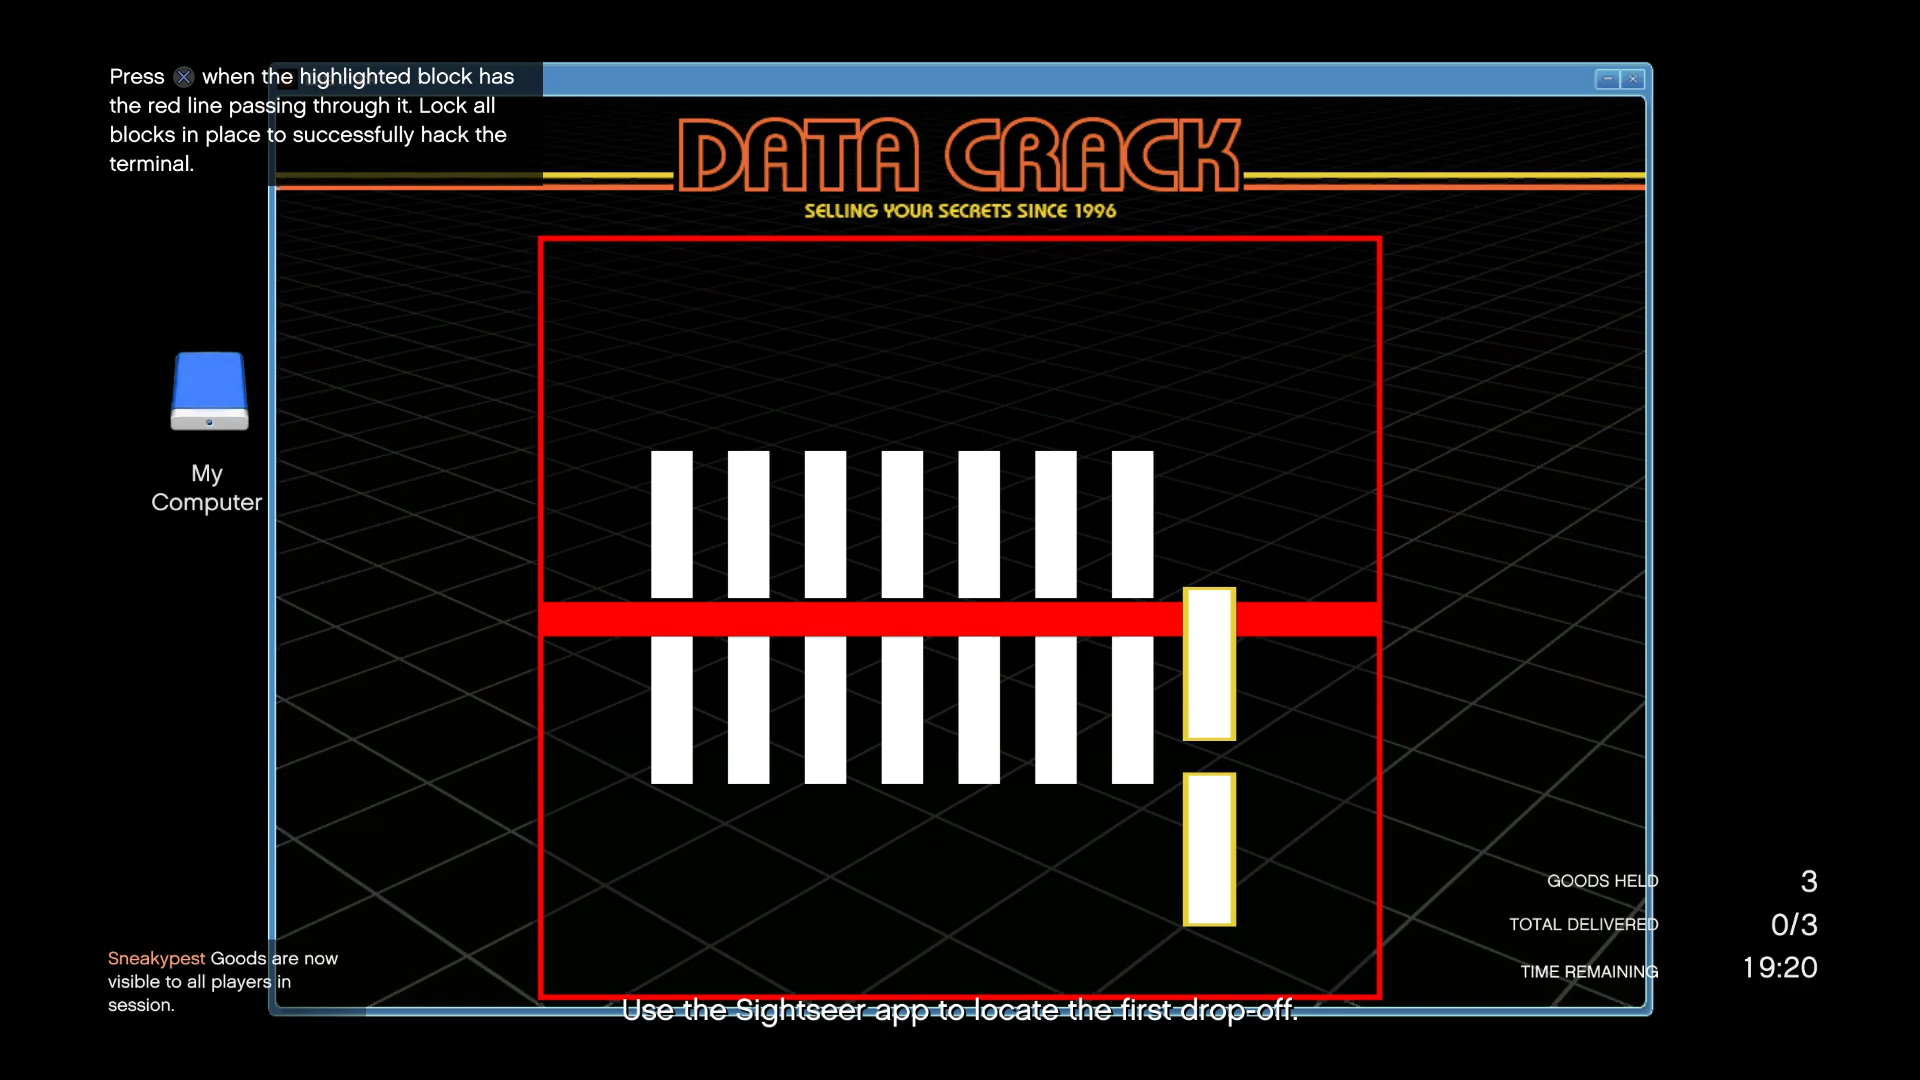 Press when the highlighted block has
the red line passing through it. Lock all
blocks in place to successfully hack the
terminal.
DATA CRACK
SELLING YOUR SECRETS SINCE 1996
My
Computer
GOODS HELD 3
TOTAL DELIVERED 0/3
TIME REMAINING 19:20
Sneakypest Goods are now
visible to all players in
session.
Use the Sightseer app to locate the first drop-off.